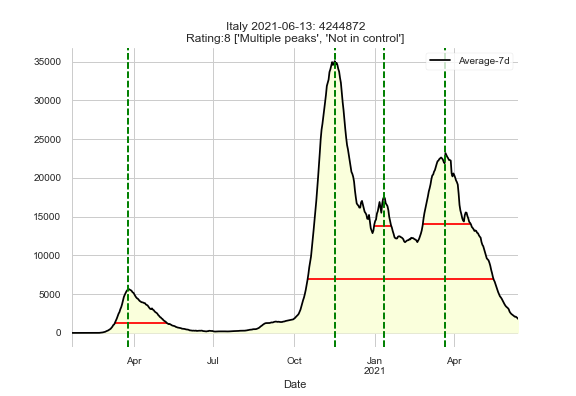 Italy 2021-06-13: 4244872
Rating:8 ['Multiple peaks', 'Not in control']
Average-7d
35000
30000
25000
20000
15000
10000
5000
0
Apr Jul Oct Jan Apr
2021
Date